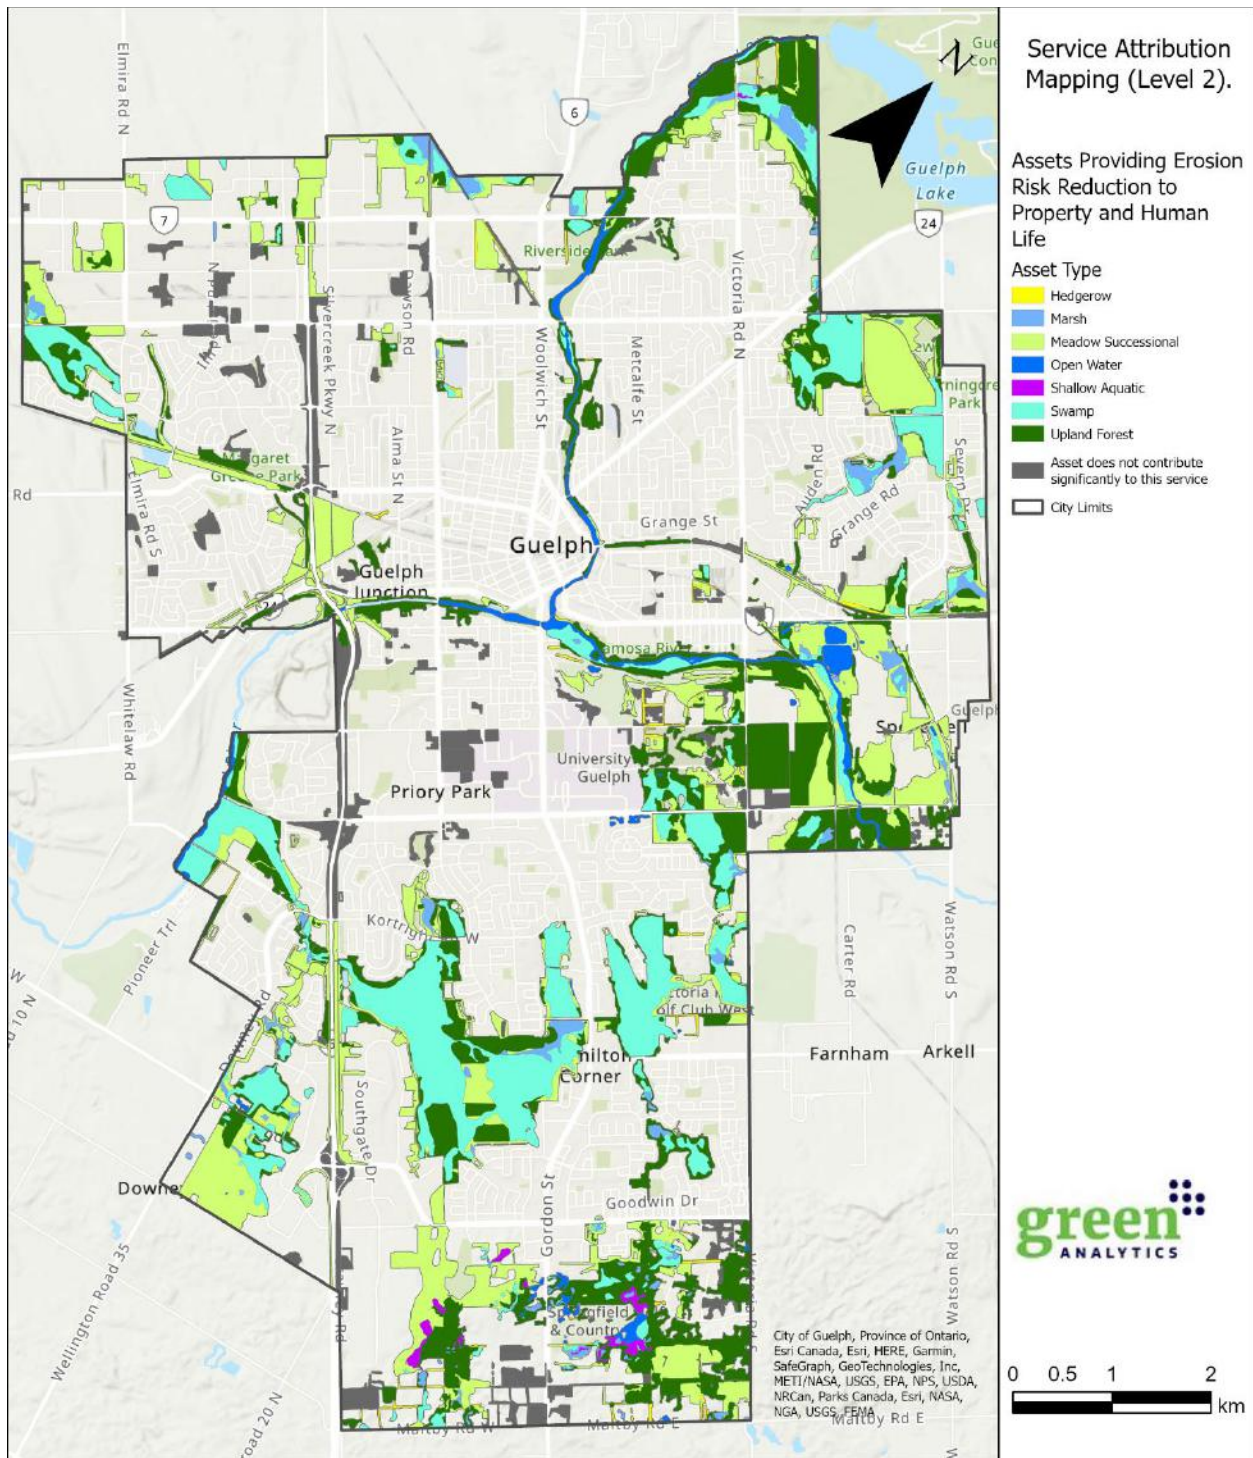 Service Attribution
Mapping (Level 2).
Assets Providing Erosion
Risk Reduction to
Property and Human
Life
Asset Type
Hedgerow
Marsh
Meadow Successional
Open Water
Shallow Aquatic
Swamp
Upland Forest
Asset does not contribute
significantly to this service
City Limits
green
ANALYTICS
0 0.5 1 2
km
N
Elmira Rd N
6
Guelph
Lake
24
7
Silvercreek Pkwy N
Dawson Rd
Woolwich St
Metcalfe St
Victoria Rd N
Park
Alma St N
Rd
Elmira Rd S
Grange St
Grange Rd
Guelph
Guelph
Junction
Whitelaw Rd
University
Guelph
Priory Park
Pioneer Trl
Kortright
W
Downey Rd
Carter Rd
Watson Rd S
Farnham
Arkell
Corner
Southgate Dr
Gordon St
Goodwin Dr
Wellington Road 35
Watson Rd S
& Country
road 20 N
Maltby Rd W
Maltby Rd E
Maltby Rd E
City of Guelph, Province of Ontario,
Esri Canada, Esri, HERE, Garmin,
SafeGraph, GeoTechnologies, Inc,
METI/NASA, USGS, EPA, NPS, USDA,
NRCan, Parks Canada, Esri, NASA,
NGA, USGS, FEMA